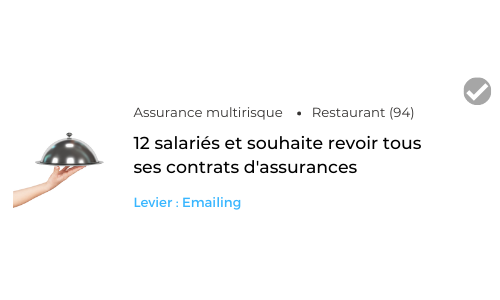 Assurance multirisque • Restaurant (94)
12 salariés et souhaite revoir tous
ses contrats d'assurances
Levier : Emailing